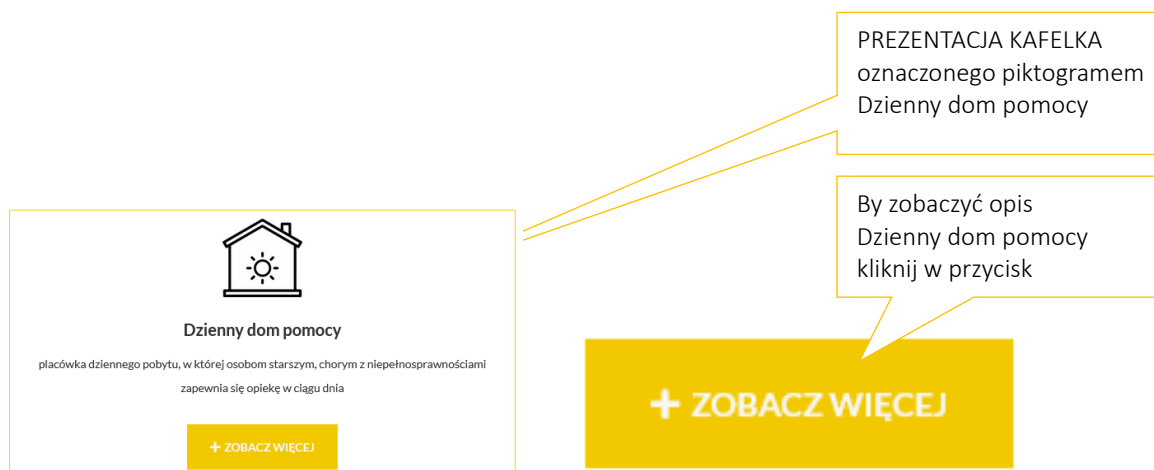 PREZENTACJA KAFELKA
oznaczonego piktogramem
Dzienny dom pomocy
By zobaczyć opis
Dzienny dom pomocy
kliknij w przycisk
Dzienny dom pomocy
placówka dziennego pobytu, w której osobom starszym, chorym z niepełnosprawnościami
zapewnia się opiekę w ciągu dnia
+ ZOBACZ WIĘCEJ
+ ZOBACZ WIĘCEJ